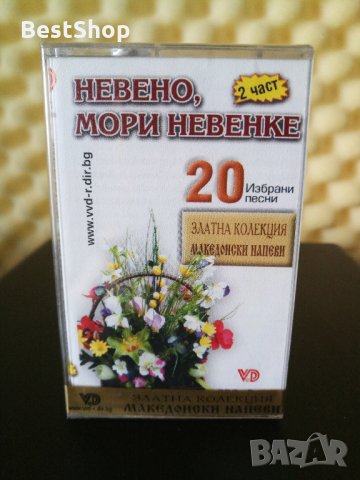 BestShop
НЕВЕНО,
2 част
МОРИ НЕВЕНКЕ
www.vvd-r.dir.bg
20 Избрани
песни
ЗЛАТНА КОЛЕКЦИЯ
МАКЕДОНСКИ НАПЕВИ
VD
VD ЗЛАТНА КОЛЕКЦИЯ
МАКЕДОНСКИ НАПЕВИ
BAZAR